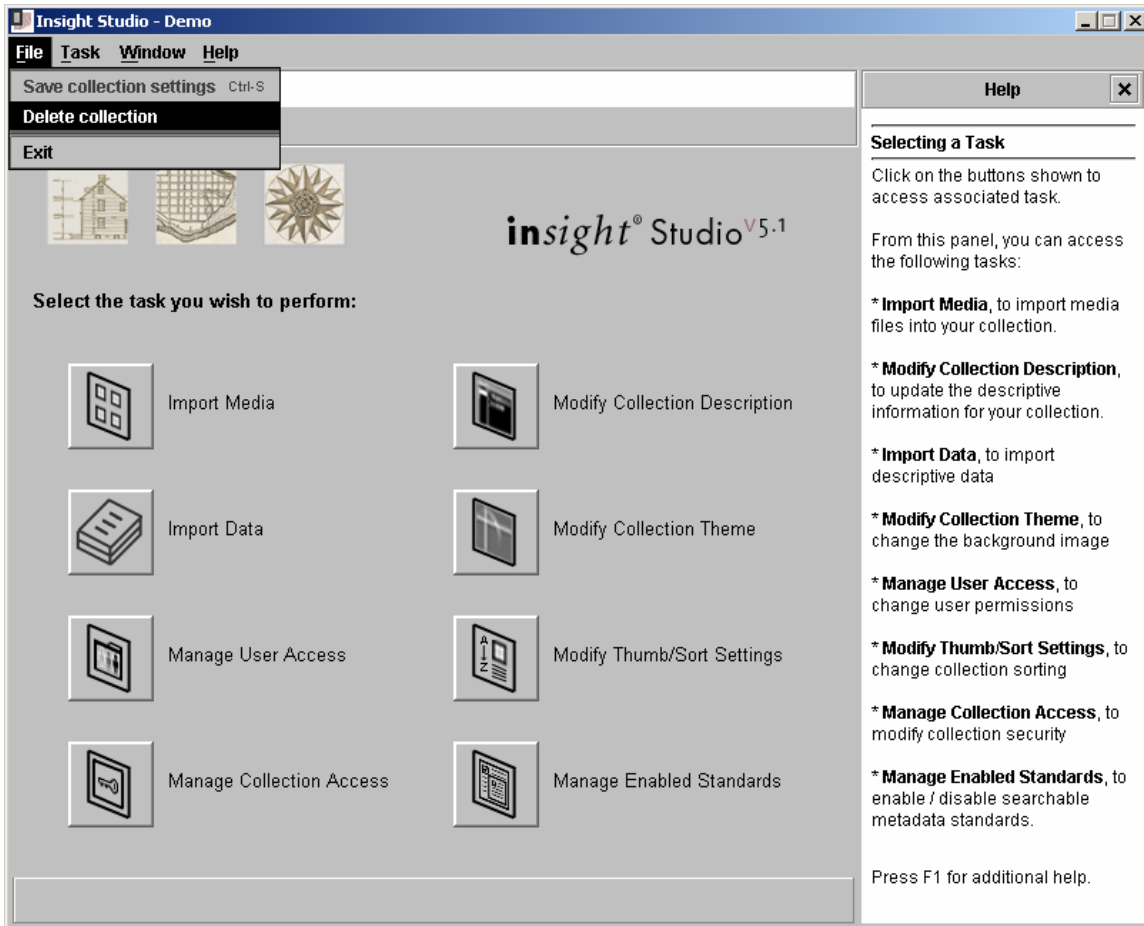 Insight Studio - Demo
File Task Window Help
Save collection settings Ctrl-S
Delete collection
Exit
insight® Studio V5.1
Select the task you wish to perform:
Import Media
Modify Collection Description
Import Data
Modify Collection Theme
Manage User Access
Modify Thumb/Sort Settings
A
Z
Manage Collection Access
Manage Enabled Standards
Help
Selecting a Task
Click on the buttons shown to
access associated task.
From this panel, you can access
the following tasks:
* Import Media, to import media
files into your collection.
* Modify Collection Description,
to update the descriptive
information for your collection.
* Import Data, to import
descriptive data
* Modify Collection Theme, to
change the background image
* Manage User Access, to
change user permissions
* Modify Thumb/Sort Settings, to
change collection sorting
* Manage Collection Access, to
modify collection security
* Manage Enabled Standards, to
enable / disable searchable
metadata standards.
Press F1 for additional help.